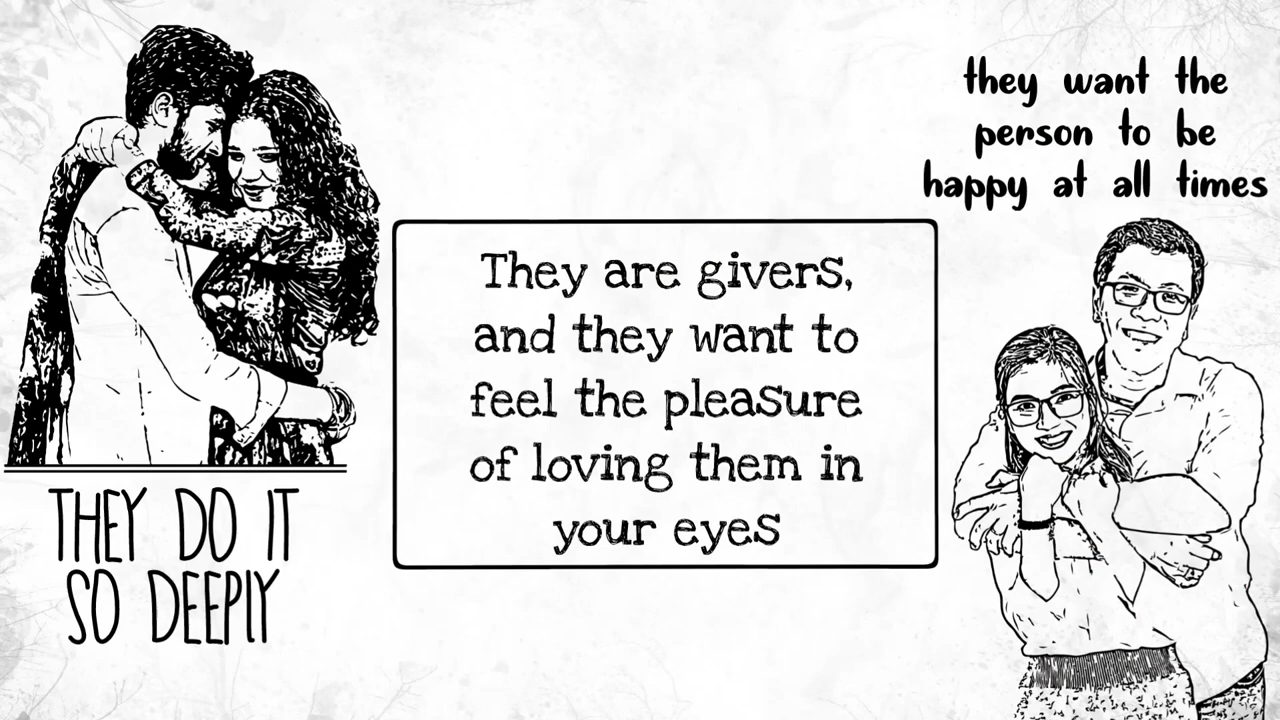 THEY DO IT
SO DEEPLY
They are givers,
and they want to
feel the pleasure
of loving them in
your eyes
they want the
person to be
happy at all times